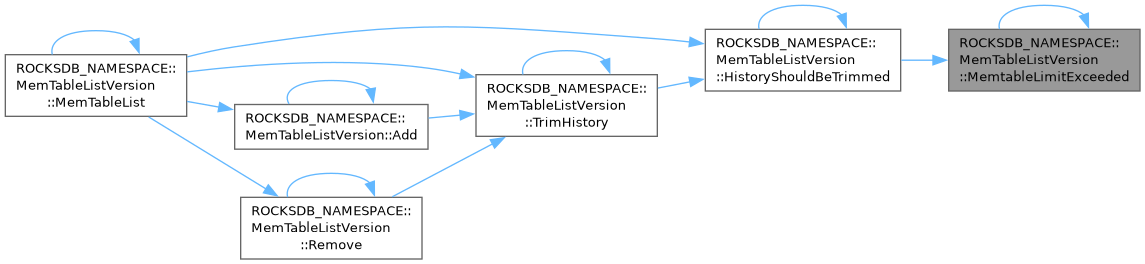 ROCKSDB_NAMESPACE::
MemTableListVersion
::MemTableList
ROCKSDB_NAMESPACE::
MemTableListVersion::Add
ROCKSDB_NAMESPACE::
MemTableListVersion
::Remove
ROCKSDB_NAMESPACE::
MemTableListVersion
::TrimHistory
ROCKSDB_NAMESPACE::
MemTableListVersion
::HistoryShouldBeTrimmed
ROCKSDB_NAMESPACE::
MemTableListVersion
::MemtableLimitExceeded